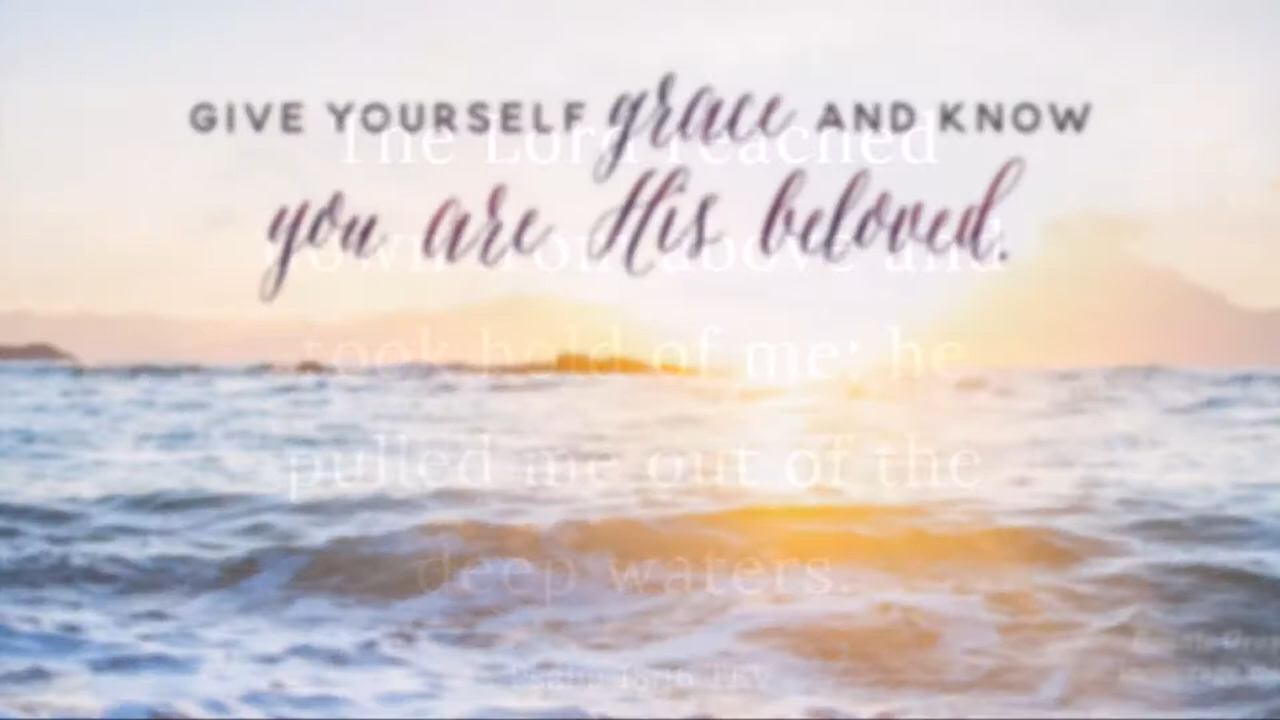 GIVE YOURSELF grace AND KNOW
you are His beloved.
The Lord reached
down from above and
took hold of me; he
pulled me out of the
deep waters.